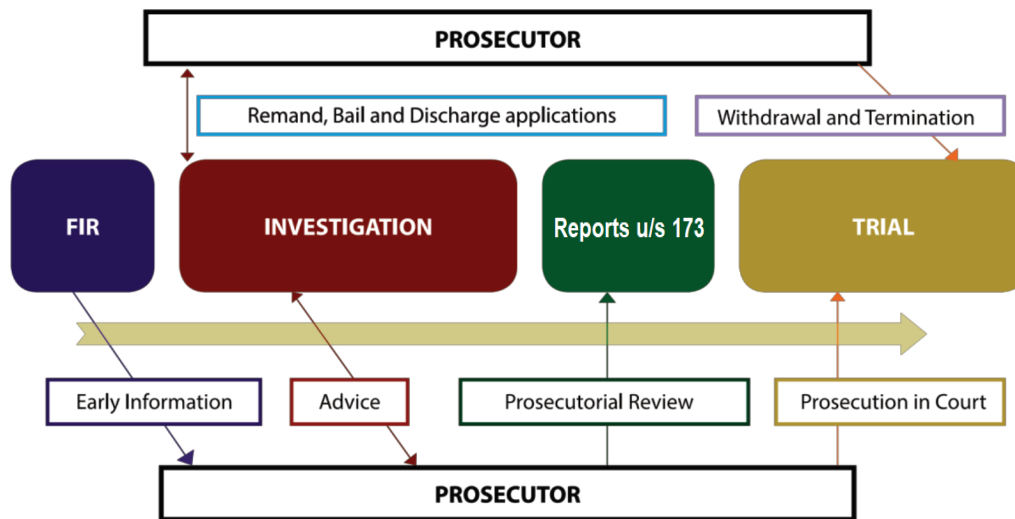 PROSECUTOR
Remand, Bail and Discharge applications
Withdrawal and Termination
FIR
INVESTIGATION
Reports u/s 173
TRIAL
Early Information
Advice
Prosecutorial Review
Prosecution in Court
PROSECUTOR